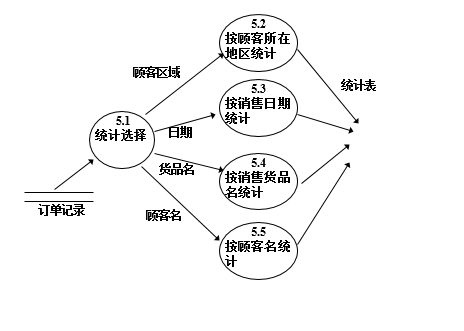 5.2
按顾客所在
地区统计
顾客区域
统计表
5.3
按销售日期
统计
5.1
统计选择
日期
货品名
5.4
按销售货品
名统计
订单记录
顾客名
5.5
按顾客名统
计